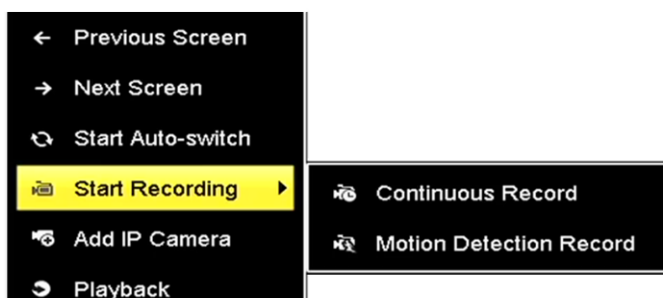 Previous Screen
Next Screen
Start Auto-switch
Start Recording
Continuous Record
Add IP Camera
Motion Detection Record
Playback